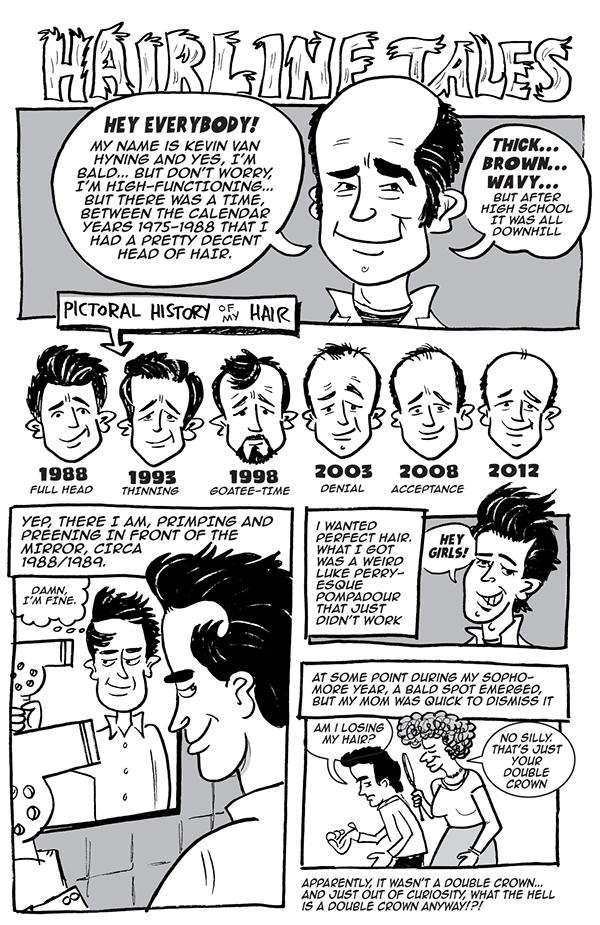 HAIRLINE TALES
HEY EVERYBODY!
MY NAME IS KEVIN VAN
HYNING AND YES, I'M
BALD... BUT DON'T WORRY,
I'M HIGH-FUNCTIONING...
BUT THERE WAS A TIME,
BETWEEN THE CALENDAR
YEARS 1975-1988 THAT I
HAD A PRETTY DECENT
HEAD OF HAIR.
THICK...
BROWN...
WAVY...
BUT AFTER
HIGH SCHOOL
IT WAS ALL
DOWNHILL
PICTORAL HISTORY OF MY HAIR
1988
FULL HEAD
1993
THINNING
1998
GOATEE-TIME
2003
DENIAL
2008
ACCEPTANCE
2012
YEP, THERE I AM, PRIMPING AND
PREENING IN FRONT OF THE
MIRROR, CIRCA
1988/1989.
DAMN,
I'M FINE.
I WANTED
PERFECT HAIR.
WHAT I GOT
WAS A WEIRD
LUKE PERRY-
ESQUE
POMPADOUR
THAT JUST
DIDN'T WORK
HEY
GIRLS!
AT SOME POINT DURING MY SOPHO-
MORE YEAR, A BALD SPOT EMERGED,
BUT MY MOM WAS QUICK TO DISMISS IT
AM I LOSING
MY HAIR?
NO SILLY.
THAT'S JUST
YOUR
DOUBLE
CROWN
APPARENTLY, IT WASN'T A DOUBLE CROWN...
AND JUST OUT OF CURIOSITY, WHAT THE HELL
IS A DOUBLE CROWN ANYWAY!?!